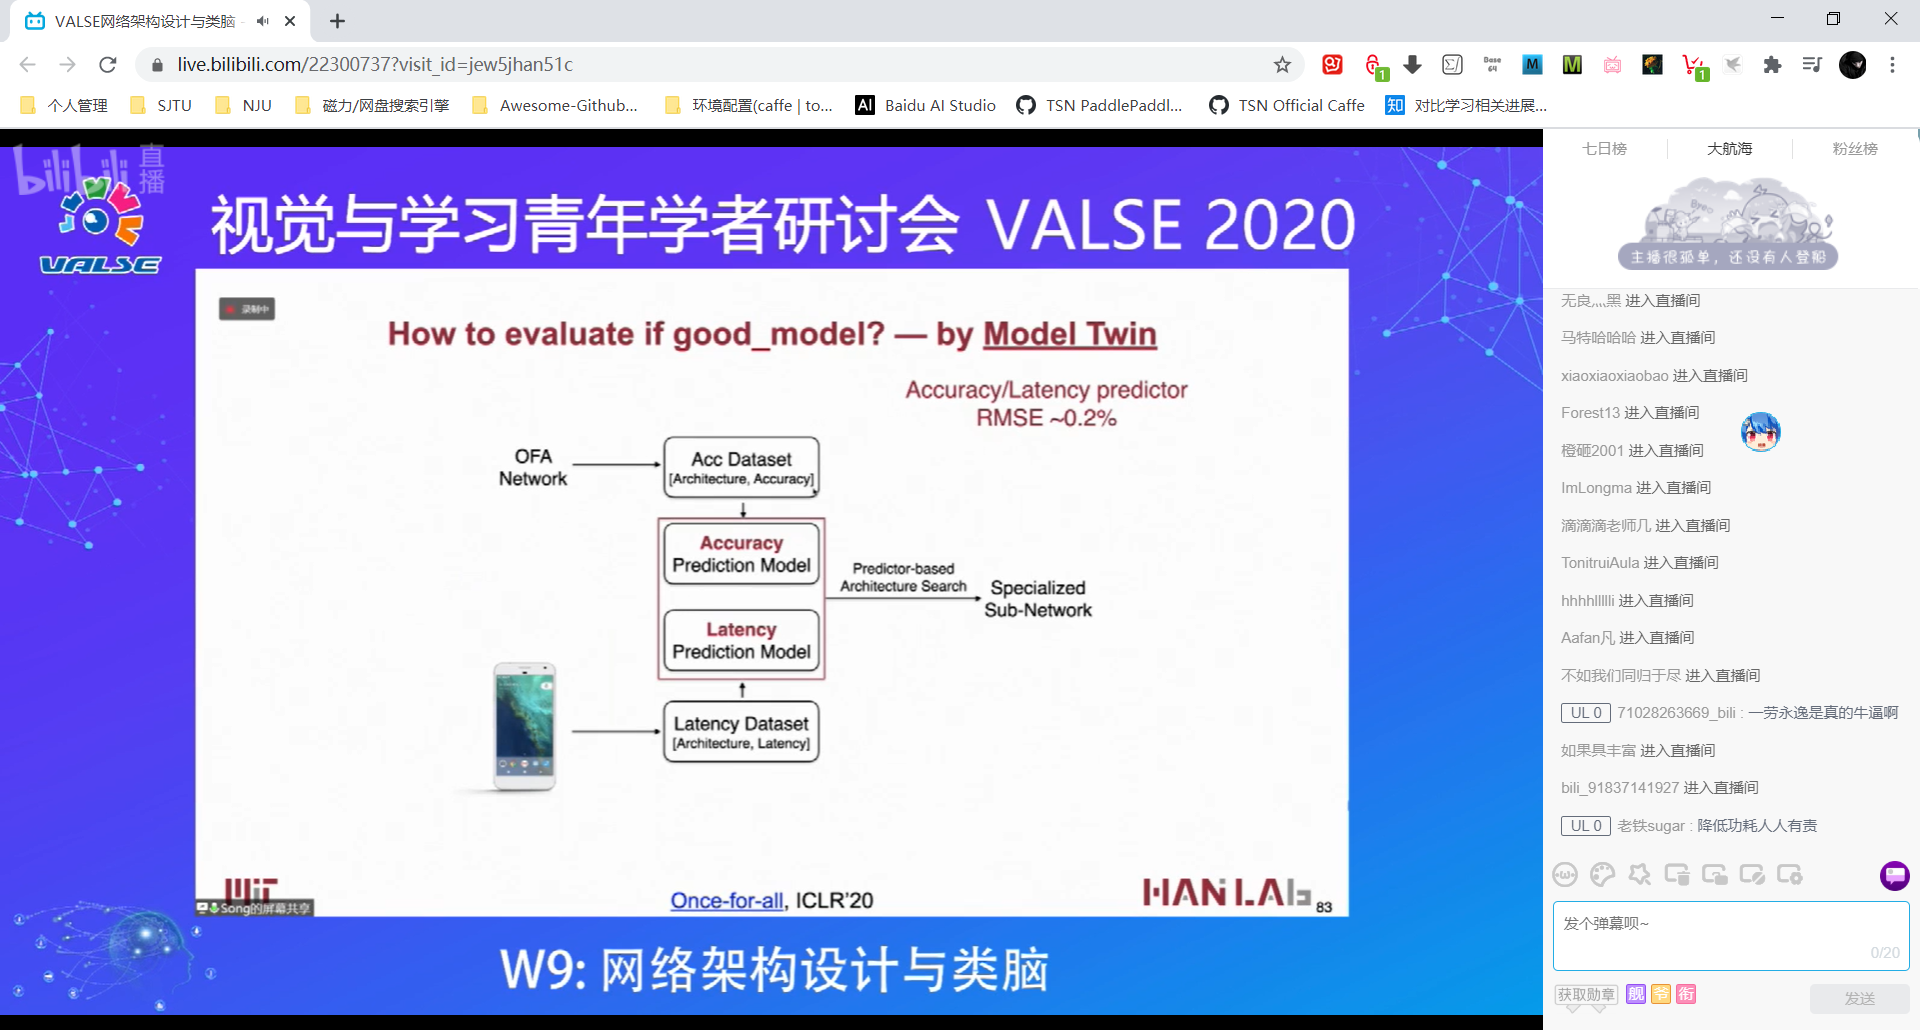 VALSE网络架构设计与类脑
live.bilibili.com/22300737?visit_id=jew5jhan51c
个人管理
SJTU
NJU
磁力/网盘搜索引擎
Awesome-Github...
环境配置(caffe | to...
Baidu AI Studio
TSN PaddlePaddl...
TSN Official Caffe
对比学习相关进展...
bilibili 直播
VALSE
视觉与学习青年学者研讨会 VALSE 2020
录制中
How to evaluate if good_model? — by Model Twin
Accuracy/Latency predictor
RMSE ~0.2%
OFA
Network
Acc Dataset
[Architecture, Accuracy]
Accuracy
Prediction Model
Predictor-based
Architecture Search
Specialized
Sub-Network
Latency
Prediction Model
Latency Dataset
[Architecture, Latency]
MIT
Song的屏幕共享
Once-for-all, ICLR'20
HAN LAb
83
W9: 网络架构设计与类脑
七日榜
大航海
粉丝榜
主播很孤单，还没有人登船
无良灬黑 进入直播间
马特哈哈哈 进入直播间
xiaoxiaoxiaobao 进入直播间
Forest13 进入直播间
橙砸2001 进入直播间
ImLongma 进入直播间
滴滴滴老师几 进入直播间
TonitruiAula 进入直播间
hhhhllllli 进入直播间
Aafan凡 进入直播间
不如我们同归于尽 进入直播间
UL 0 71028263669_bili : 一劳永逸是真的牛逼啊
如果具丰富 进入直播间
bili_91837141927 进入直播间
UL 0 老铁sugar : 降低功耗人人有责
发个弹幕呗~
0/20
获取勋章
舰 爷 衔
发送